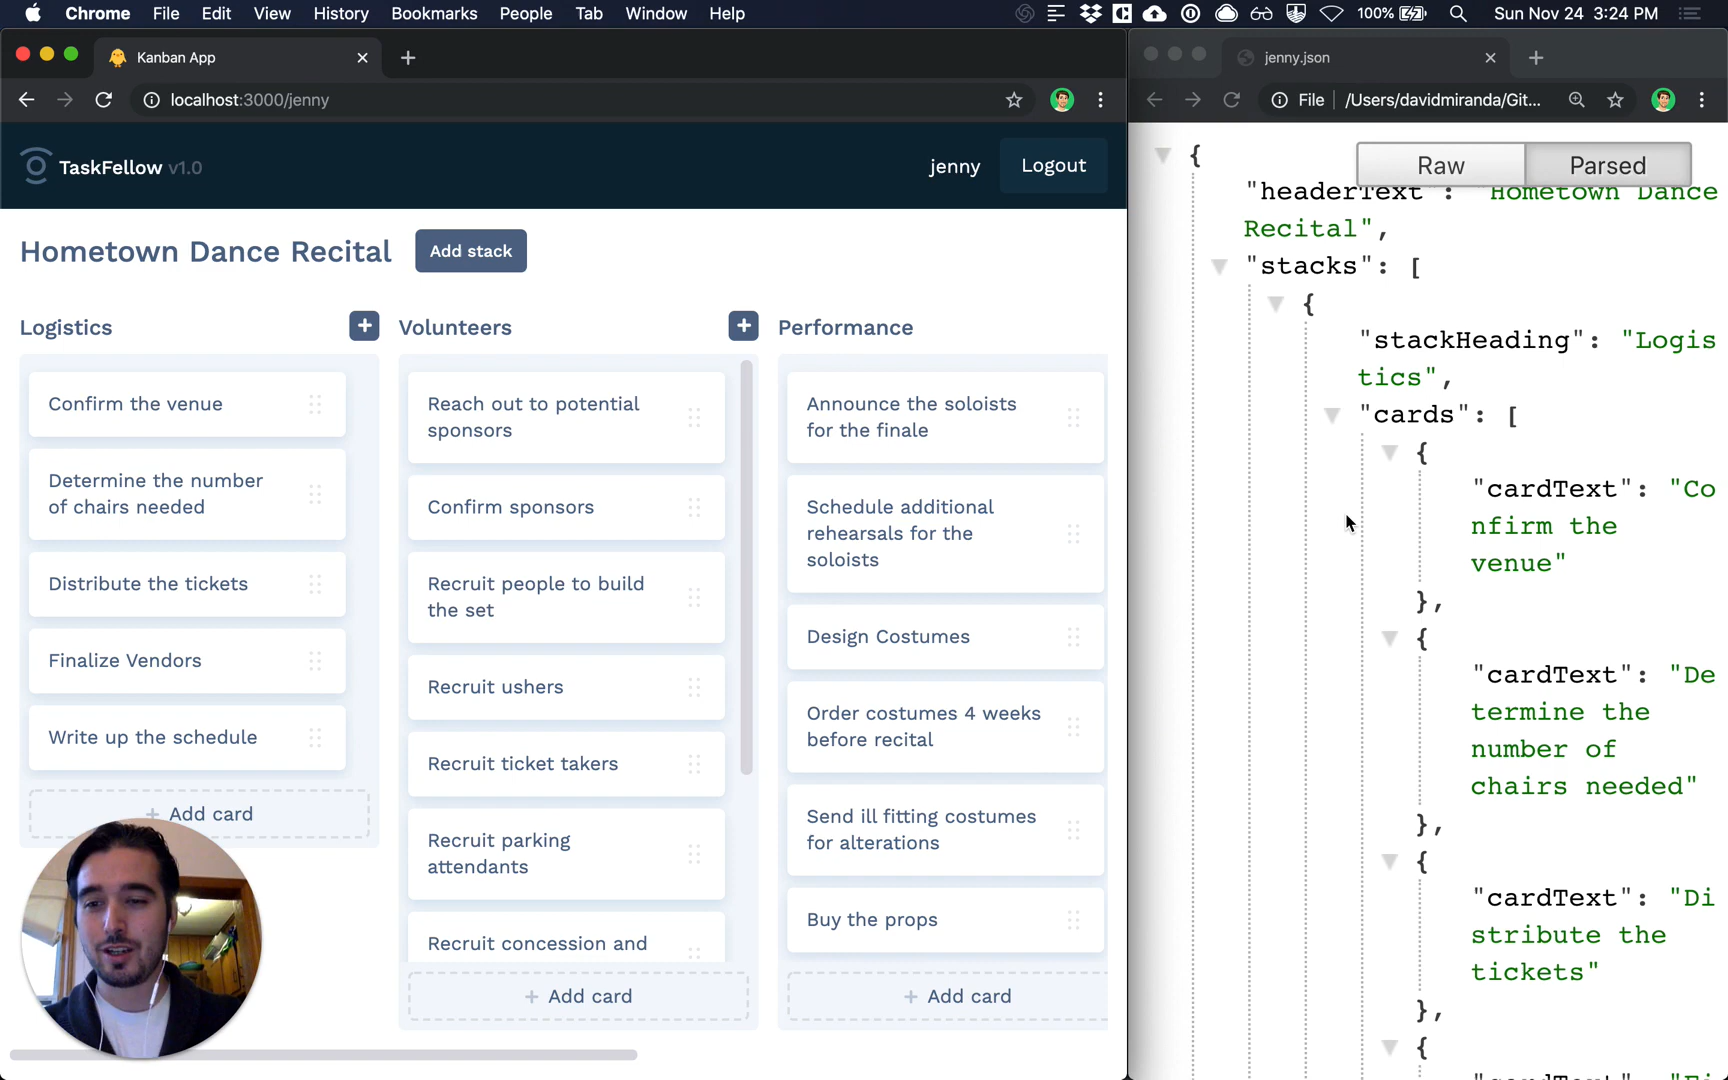 Chrome File Edit View History Bookmarks People Tab Window Help 100% Sun Nov 24 3:24 PM
Kanban App
localhost:3000/jenny
TaskFellow v1.0
jenny
Logout
Hometown Dance Recital
Add stack
Logistics
Confirm the venue
Determine the number
of chairs needed
Distribute the tickets
Finalize Vendors
Write up the schedule
+ Add card
Volunteers
Reach out to potential
sponsors
Confirm sponsors
Recruit people to build
the set
Recruit ushers
Recruit ticket takers
Recruit parking
attendants
Recruit concession and
+ Add card
Performance
Announce the soloists
for the finale
Schedule additional
rehearsals for the
soloists
Design Costumes
Order costumes 4 weeks
before recital
Send ill fitting costumes
for alterations
Buy the props
+ Add card
jenny.json
File /Users/davidmiranda/Git...
Raw
Parsed
{
"headerText": "Hometown Dance
Recital",
"stacks": [
{
"stackHeading": "Logis
tics",
"cards": [
{
"cardText": "Co
nfirm the
venue"
},
{
"cardText": "De
termine the
number of
chairs needed"
},
{
"cardText": "Di
stribute the
tickets"
},
{